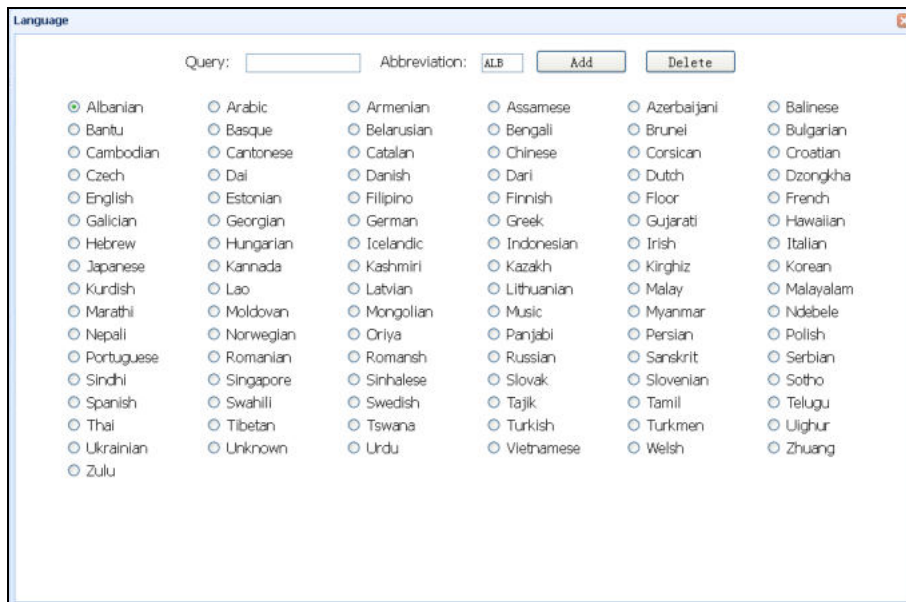 Language
Query: Abbreviation: ALB Add Delete
Albanian Arabic Armenian Assamese Azerbaijani Balinese
Bantu Basque Belarusian Bengali Brunei Bulgarian
Cambodian Cantonese Catalan Chinese Corsican Croatian
Czech Dai Danish Dari Dutch Dzongkha
English Estonian Filipino Finnish Floor French
Galician Georgian German Greek Gujarati Hawaiian
Hebrew Hungarian Icelandic Indonesian Irish Italian
Japanese Kannada Kashmiri Kazakh Kirghiz Korean
Kurdish Lao Latvian Lithuanian Malay Malayalam
Marathi Moldovan Mongolian Music Myanmar Ndebele
Nepali Norwegian Oriya Panjabi Persian Polish
Portuguese Romanian Romansh Russian Sanskrit Serbian
Sindhi Singapore Sinhalese Slovak Slovenian Sotho
Spanish Swahili Swedish Tajik Tamil Telugu
Thai Tibetan Tswana Turkish Turkmen Uighur
Ukrainian Unknown Urdu Vietnamese Welsh Zhuang
Zulu